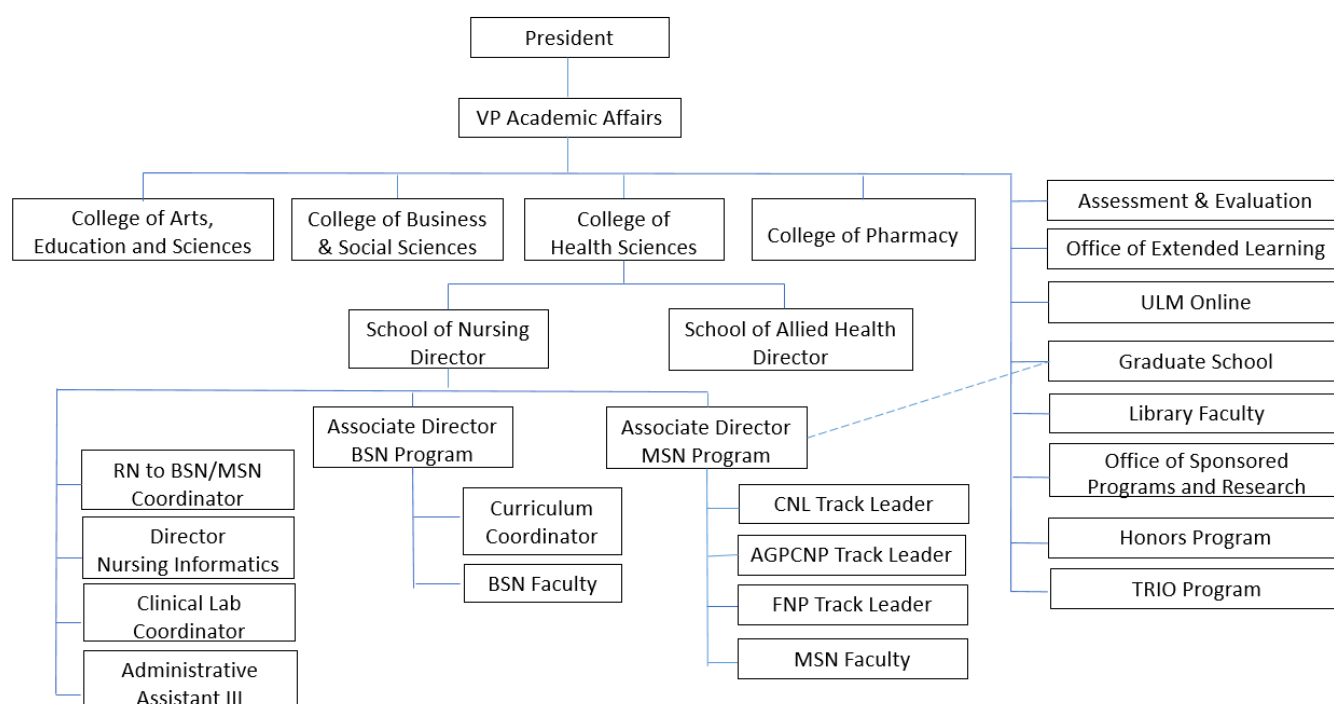 President
VP Academic Affairs
College of Arts,
Education and Sciences
College of Business
& Social Sciences
College of
Health Sciences
College of Pharmacy
Assessment & Evaluation
Office of Extended Learning
ULM Online
Graduate School
Library Faculty
Office of Sponsored
Programs and Research
Honors Program
TRIO Program
School of Nursing
Director
School of Allied Health
Director
Associate Director
BSN Program
Associate Director
MSN Program
RN to BSN/MSN
Coordinator
Director
Nursing Informatics
Clinical Lab
Coordinator
Administrative
Assistant III
Curriculum
Coordinator
BSN Faculty
CNL Track Leader
AGPCNP Track Leader
FNP Track Leader
MSN Faculty